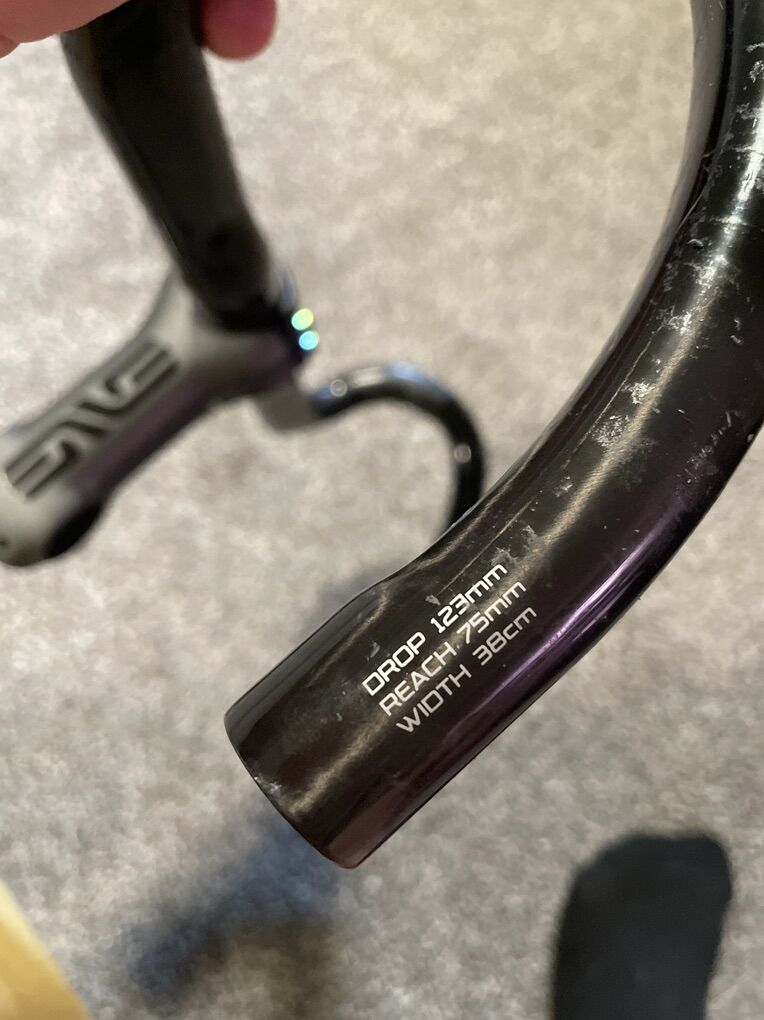 ENVE
DROP 123mm
REACH 75mm
WIDTH 38cm